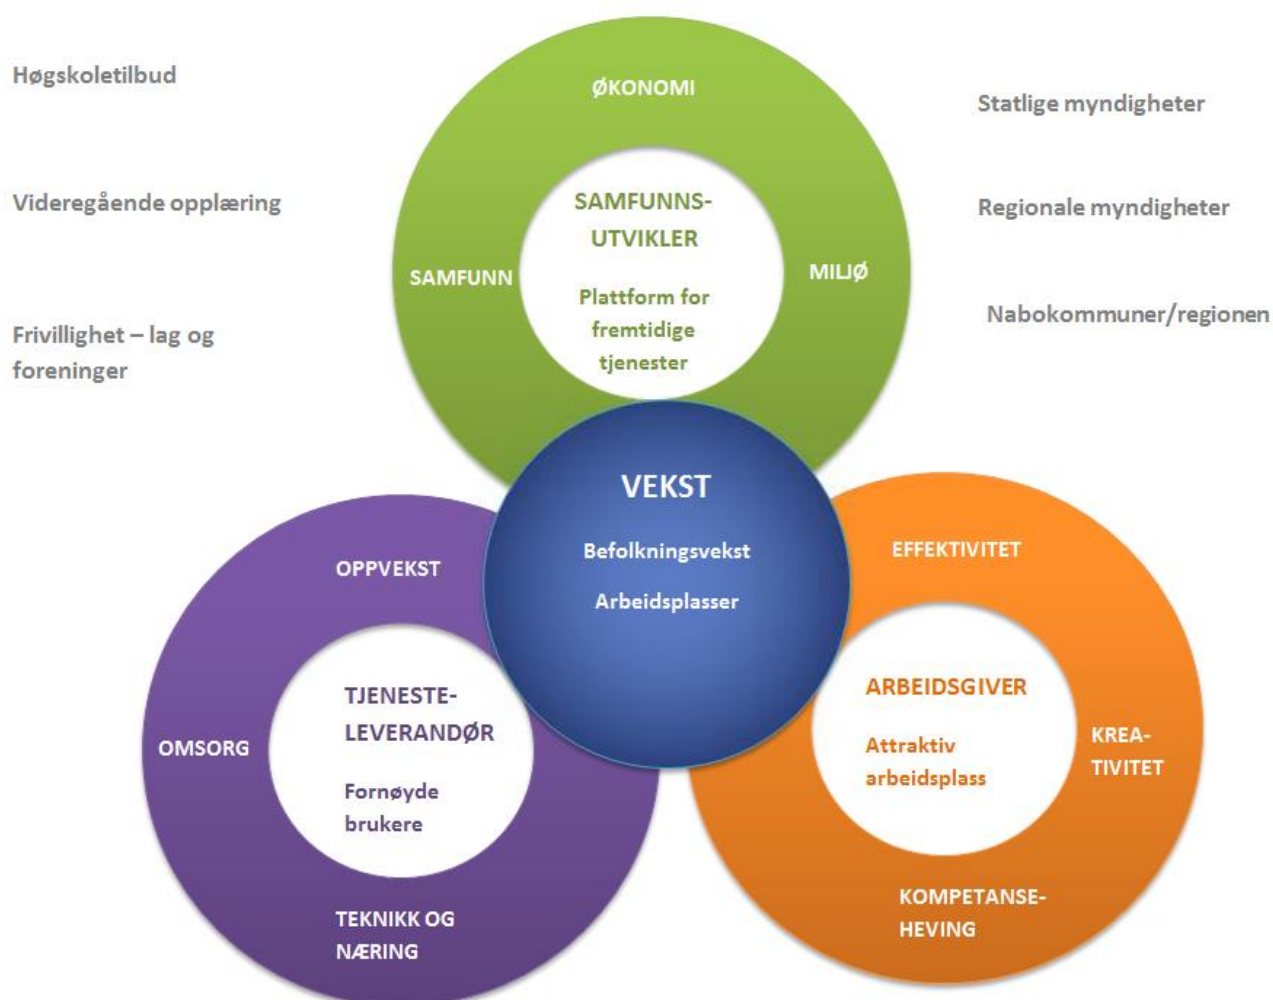 Høgskoletilbud
Videregående opplæring
Frivillighet – lag og
foreninger
ØKONOMI
SAMFUNN
MILJØ
SAMFUNNS-
UTVIKLER
Plattform for
fremtidige
tjenester
Statlige myndigheter
Regionale myndigheter
Nabokommuner/regionen
VEKST
Befolkningsvekst
Arbeidsplasser
OPPVEKST
OMSORG
TJENESTE-
LEVERANDØR
Fornøyde
brukere
TEKNIKK OG
NÆRING
EFFEKTIVITET
ARBEIDSGIVER
Attraktiv
arbeidsplass
KREA-
TIVITET
KOMPETANSE-
HEVING